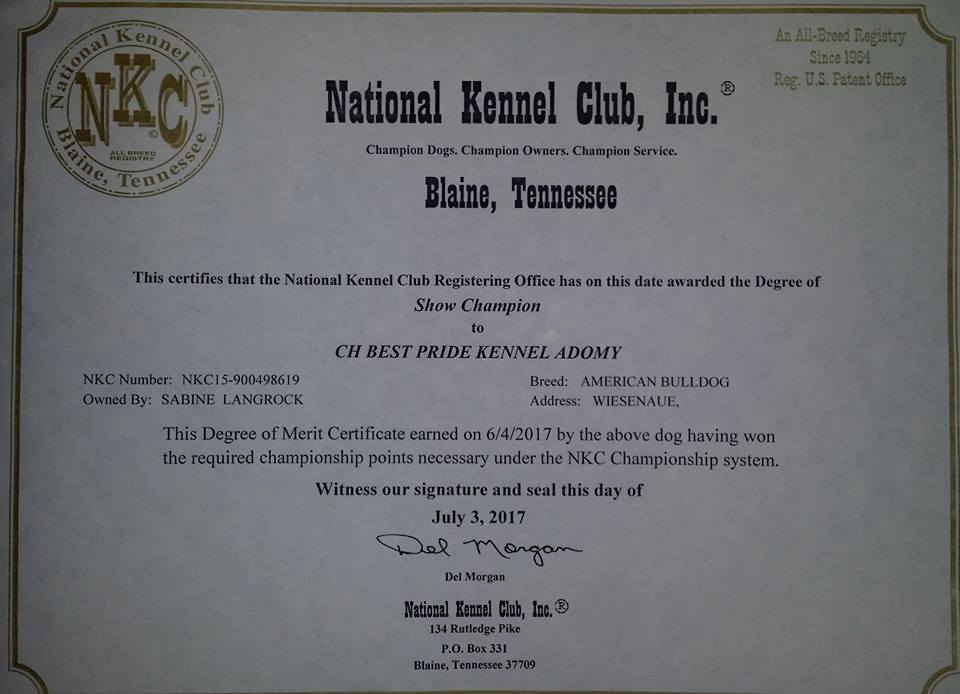 National Kennel Club
NKC
©
ALL BREED
REGISTRY
Blaine, Tennessee
An All-Breed Registry
Since 1964
Reg. U.S. Patent Office
National Kennel Club, Inc.®
Champion Dogs. Champion Owners. Champion Service.
Blaine, Tennessee
This certifies that the National Kennel Club Registering Office has on this date awarded the Degree of
Show Champion
to
CH BEST PRIDE KENNEL ADOMY
NKC Number: NKC15-900498619
Breed: AMERICAN BULLDOG
Owned By: SABINE LANGROCK
Address: WIESENAUE,
This Degree of Merit Certificate earned on 6/4/2017 by the above dog having won
the required championship points necessary under the NKC Championship system.
Witness our signature and seal this day of
July 3, 2017
Del Morgan
Del Morgan
National Kennel Club, Inc.®
134 Rutledge Pike
P.O. Box 331
Blaine, Tennessee 37709